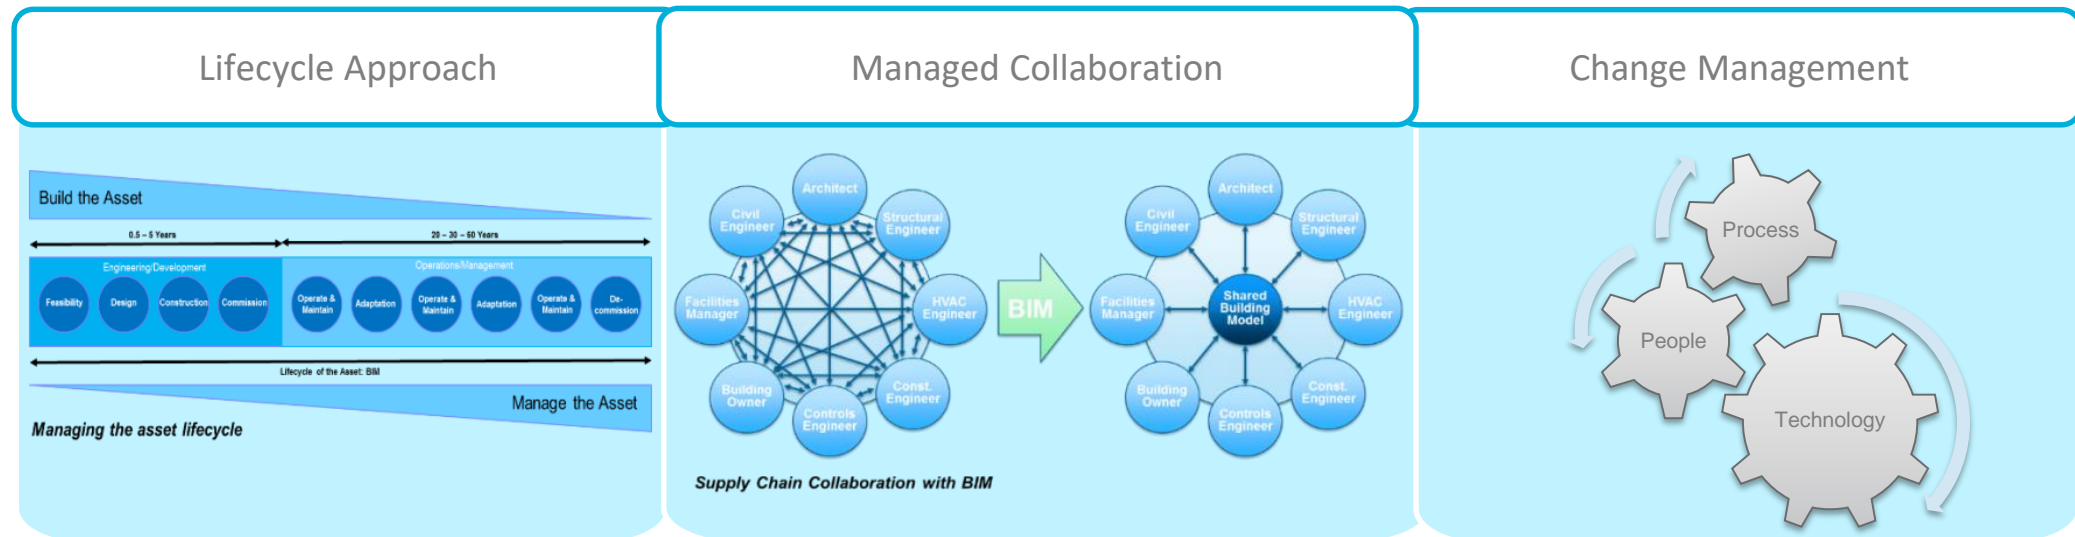 Lifecycle Approach
Managed Collaboration
Change Management
Build the Asset
0.5 – 5 Years
20 – 30 – 60 Years
Engineering/Development
Operations/Management
Feasibility
Design
Construction
Commission
Operate &
Maintain
Adaptation
Operate &
Maintain
Adaptation
Operate &
Maintain
De-
commission
Lifecycle of the Asset: BIM
Manage the Asset
Managing the asset lifecycle
Architect
Civil
Engineer
Structural
Engineer
Facilities
Manager
HVAC
Engineer
Building
Owner
Const.
Engineer
Controls
Engineer
BIM
Architect
Civil
Engineer
Structural
Engineer
Facilities
Manager
Shared
Building
Model
HVAC
Engineer
Building
Owner
Const.
Engineer
Controls
Engineer
Supply Chain Collaboration with BIM
Process
People
Technology